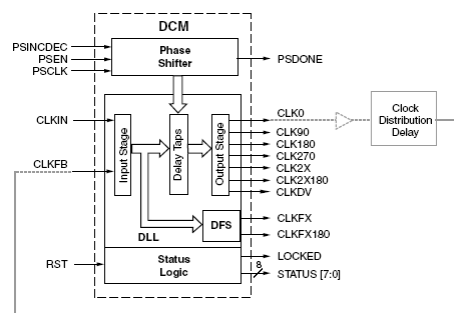 DCM
PSINCDEC
PSEN
PSCLK
Phase
Shifter
PSDONE
CLKIN
CLKFB
Input Stage
Delay Taps
Output Stage
CLK0
CLK90
CLK180
CLK270
CLK2X
CLK2X180
CLKDV
Clock
Distribution
Delay
DFS
CLKFX
CLKFX180
DLL
RST
Status
Logic
LOCKED
8
STATUS [7:0]